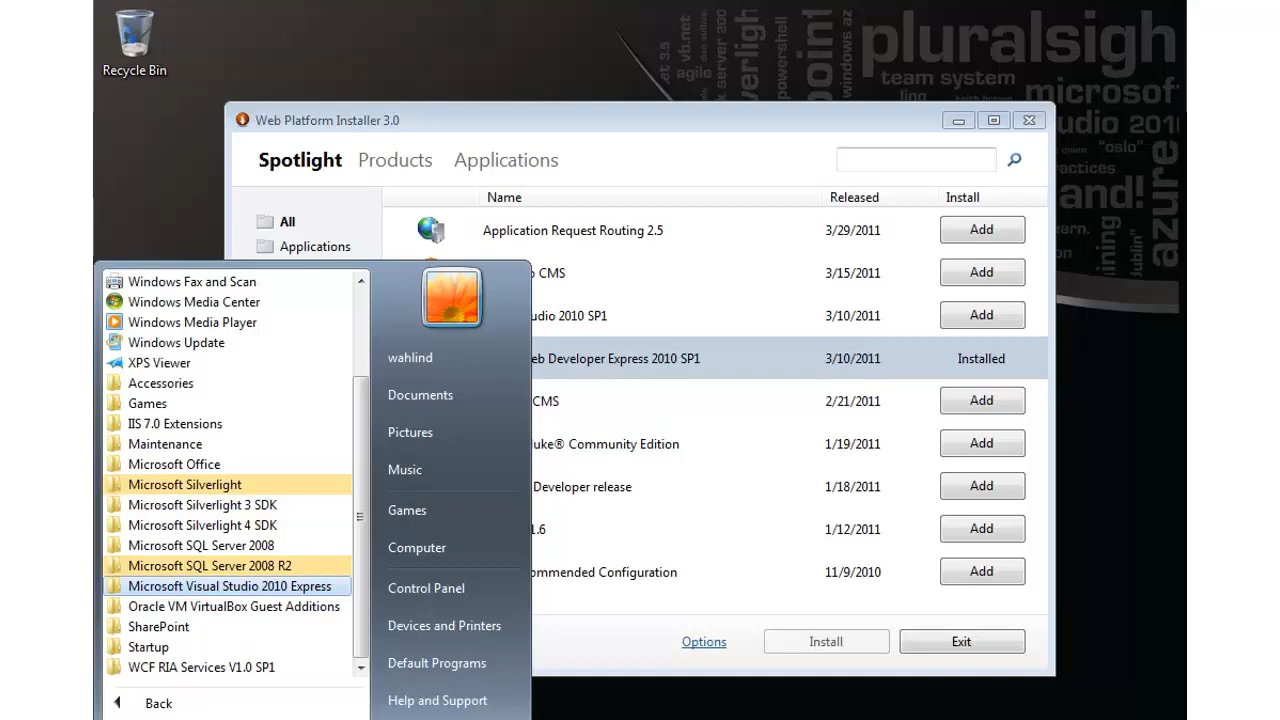 Recycle Bin
pluralsigh
team system
microsoft
et 3.5
vb.net
agile
powershell
windows az
azure
and!
"oslo"
Web Platform Installer 3.0
Spotlight Products Applications
Name Released Install
All
Applications
Application Request Routing 2.5 3/29/2011 Add
CMS 3/15/2011 Add
udio 2010 SP1 3/10/2011 Add
eb Developer Express 2010 SP1 3/10/2011 Installed
CMS 2/21/2011 Add
uke® Community Edition 1/19/2011 Add
Developer release 1/18/2011 Add
1.6 1/12/2011 Add
ommended Configuration 11/9/2010 Add
Options Install Exit
Windows Fax and Scan
Windows Media Center
Windows Media Player
Windows Update
XPS Viewer
Accessories
Games
IIS 7.0 Extensions
Maintenance
Microsoft Office
Microsoft Silverlight
Microsoft Silverlight 3 SDK
Microsoft Silverlight 4 SDK
Microsoft SQL Server 2008
Microsoft SQL Server 2008 R2
Microsoft Visual Studio 2010 Express
Oracle VM VirtualBox Guest Additions
SharePoint
Startup
WCF RIA Services V1.0 SP1
Back
wahlind
Documents
Pictures
Music
Games
Computer
Control Panel
Devices and Printers
Default Programs
Help and Support